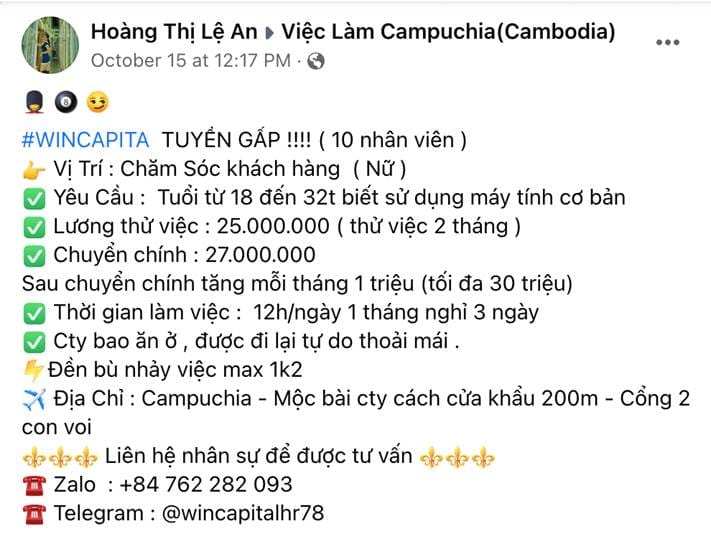 Hoàng Thị Lệ An ▸ Việc Làm Campuchia(Cambodia)
October 15 at 12:17 PM ·
💂 🎱 😏
#WINCAPITA TUYỂN GẤP !!!! ( 10 nhân viên )
👉 Vị Trí : Chăm Sóc khách hàng ( Nữ )
✅ Yêu Cầu : Tuổi từ 18 đến 32t biết sử dụng máy tính cơ bản
✅ Lương thử việc : 25.000.000 ( thử việc 2 tháng )
✅ Chuyển chính : 27.000.000
Sau chuyển chính tăng mỗi tháng 1 triệu (tối đa 30 triệu)
✅ Thời gian làm việc : 12h/ngày 1 tháng nghỉ 3 ngày
✅ Cty bao ăn ở , được đi lại tự do thoải mái .
⚡Đền bù nhảy việc max 1k2
✈️ Địa Chỉ : Campuchia - Mộc bài cty cách cửa khẩu 200m - Cổng 2
con voi
⚜️⚜️⚜️ Liên hệ nhân sự để được tư vấn ⚜️⚜️⚜️
☎️ Zalo : +84 762 282 093
☎️ Telegram : @wincapitalhr78